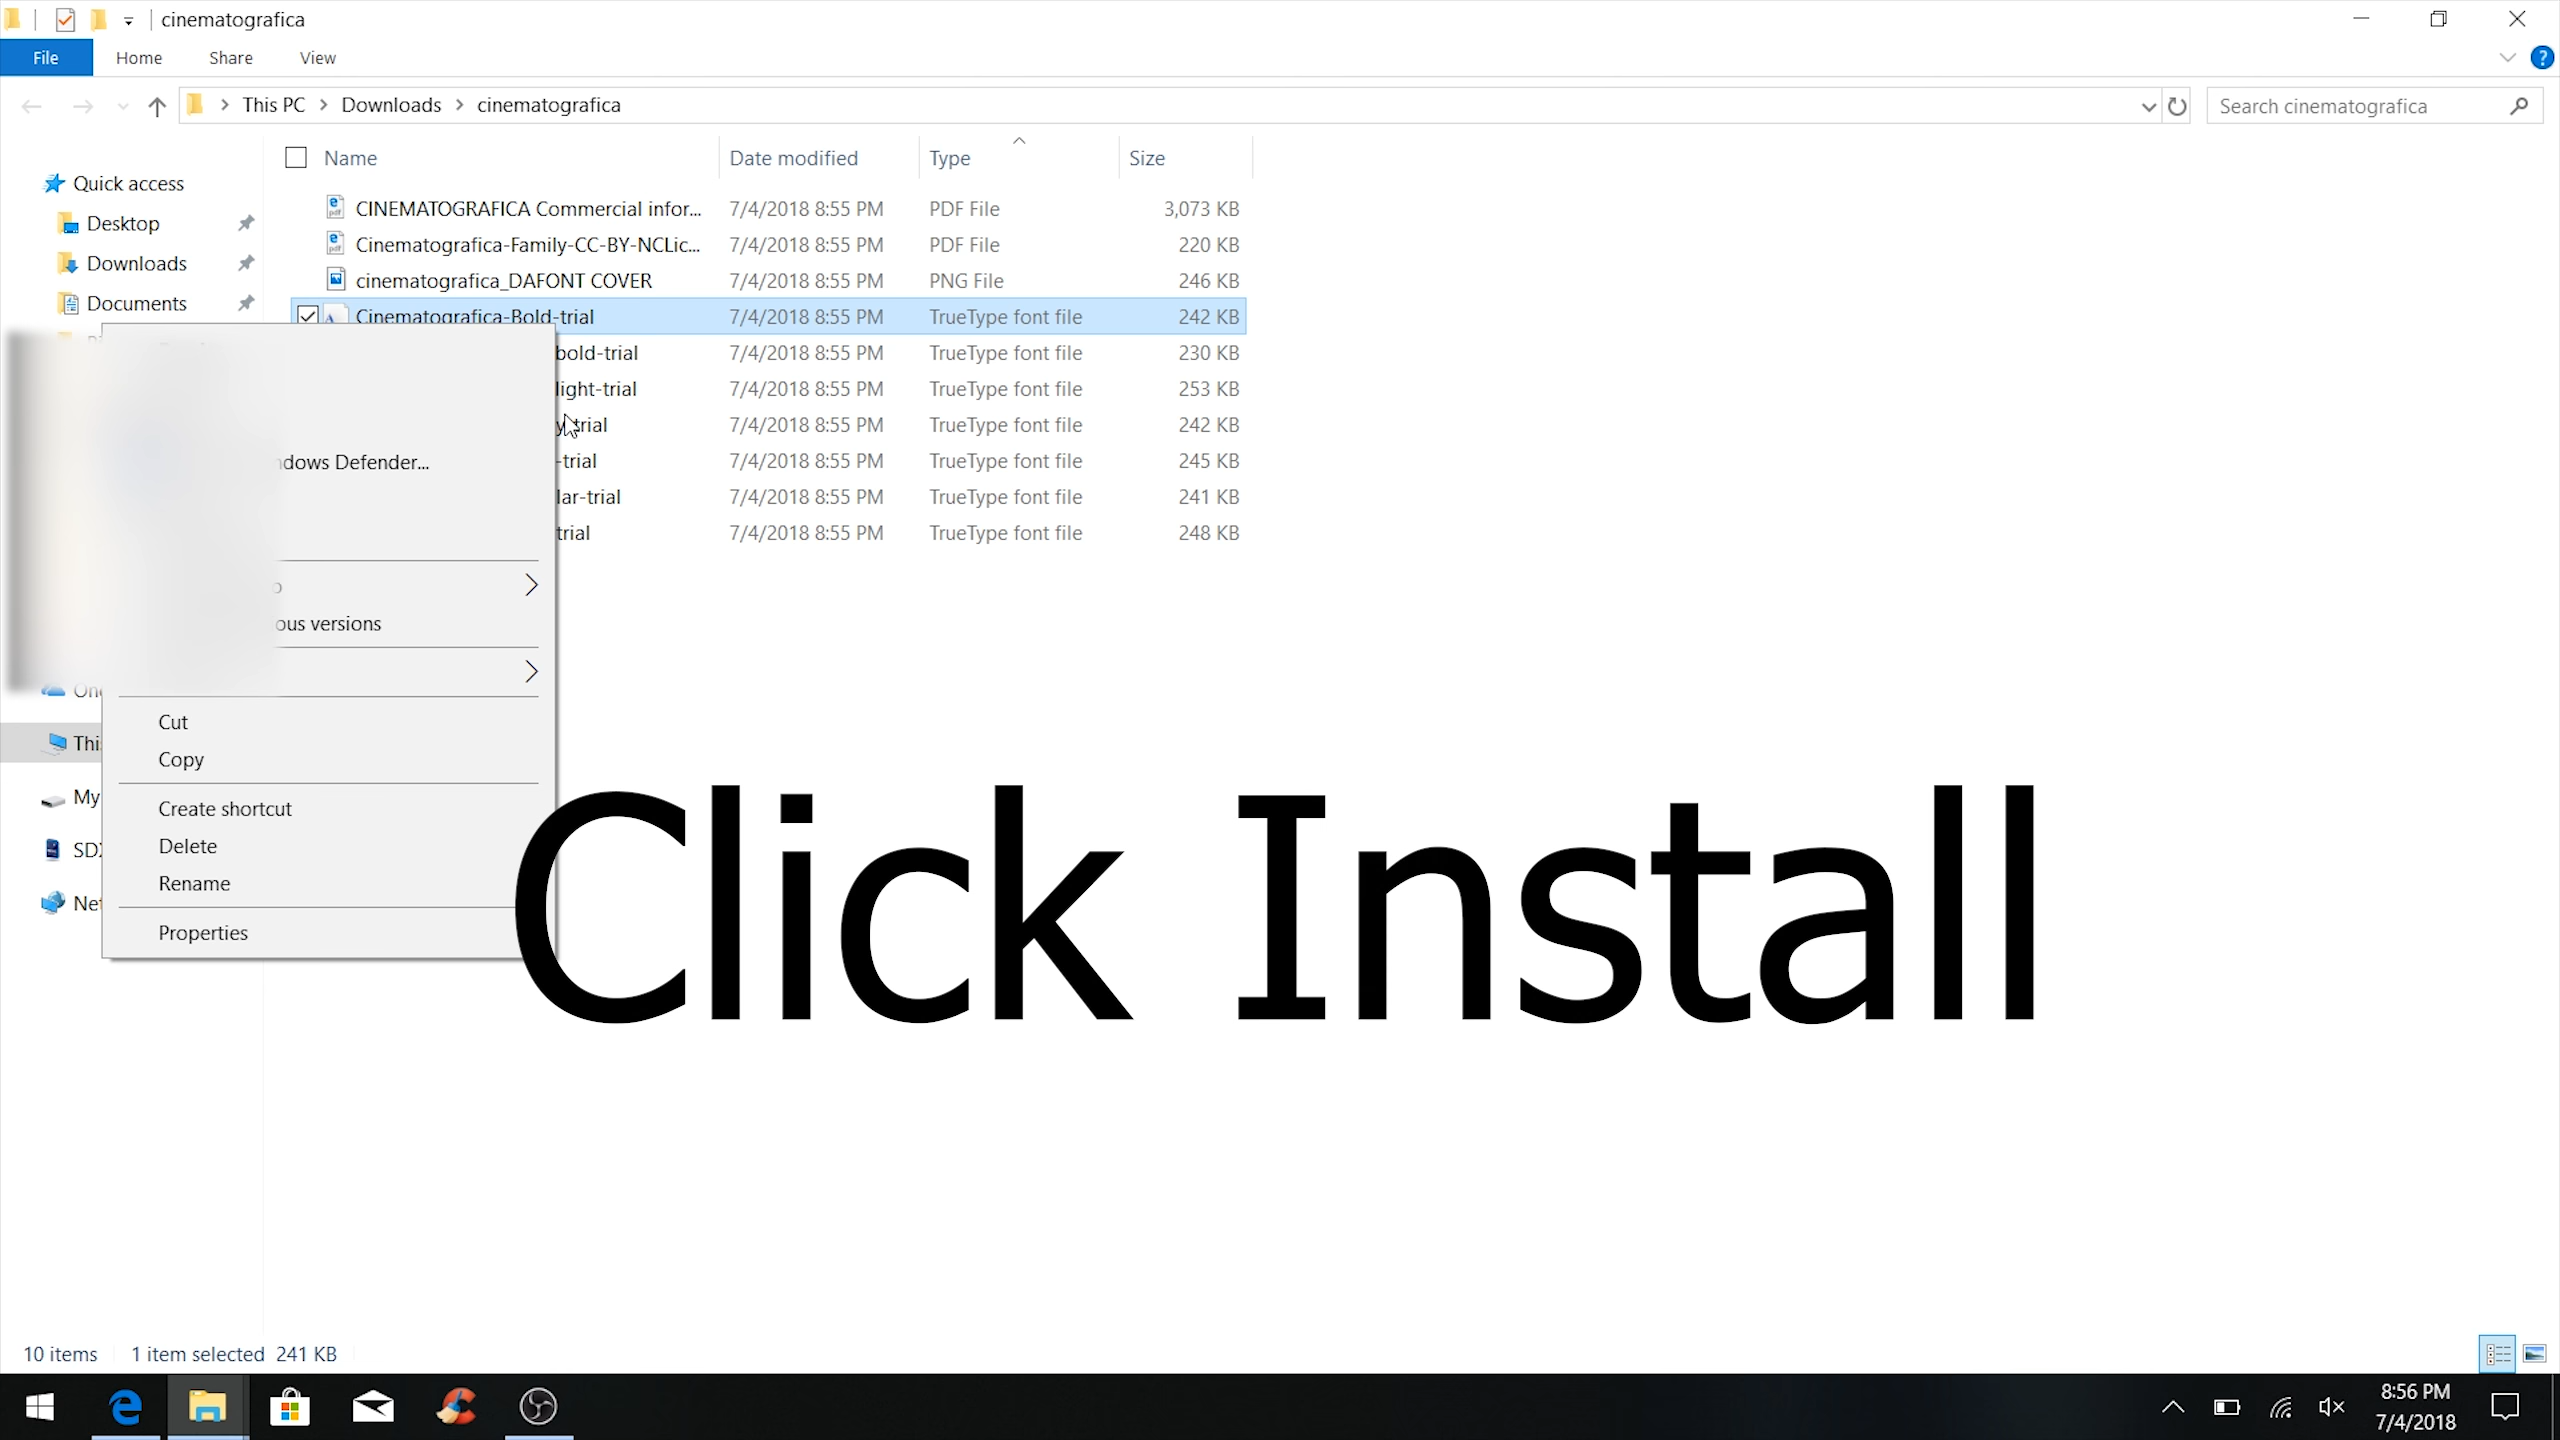 cinematografica
File Home Share View
This PC Downloads cinematografica
Search cinematografica
Name Date modified Type Size
Quick access
Desktop
Downloads
Documents
CINEMATOGRAFICA Commercial infor... 7/4/2018 8:55 PM PDF File 3,073 KB
Cinematografica-Family-CC-BY-NCLic... 7/4/2018 8:55 PM PDF File 220 KB
cinematografica_DAFONT COVER 7/4/2018 8:55 PM PNG File 246 KB
Cinematografica-Bold-trial 7/4/2018 8:55 PM TrueType font file 242 KB
bold-trial 7/4/2018 8:55 PM TrueType font file 230 KB
light-trial 7/4/2018 8:55 PM TrueType font file 253 KB
y-trial 7/4/2018 8:55 PM TrueType font file 242 KB
-trial 7/4/2018 8:55 PM TrueType font file 245 KB
lar-trial 7/4/2018 8:55 PM TrueType font file 241 KB
trial 7/4/2018 8:55 PM TrueType font file 248 KB
dows Defender...
ous versions
One
This
My
SDX
Net
Cut
Copy
Create shortcut
Delete
Rename
Properties
Click Install
10 items 1 item selected 241 KB
8:56 PM
7/4/2018